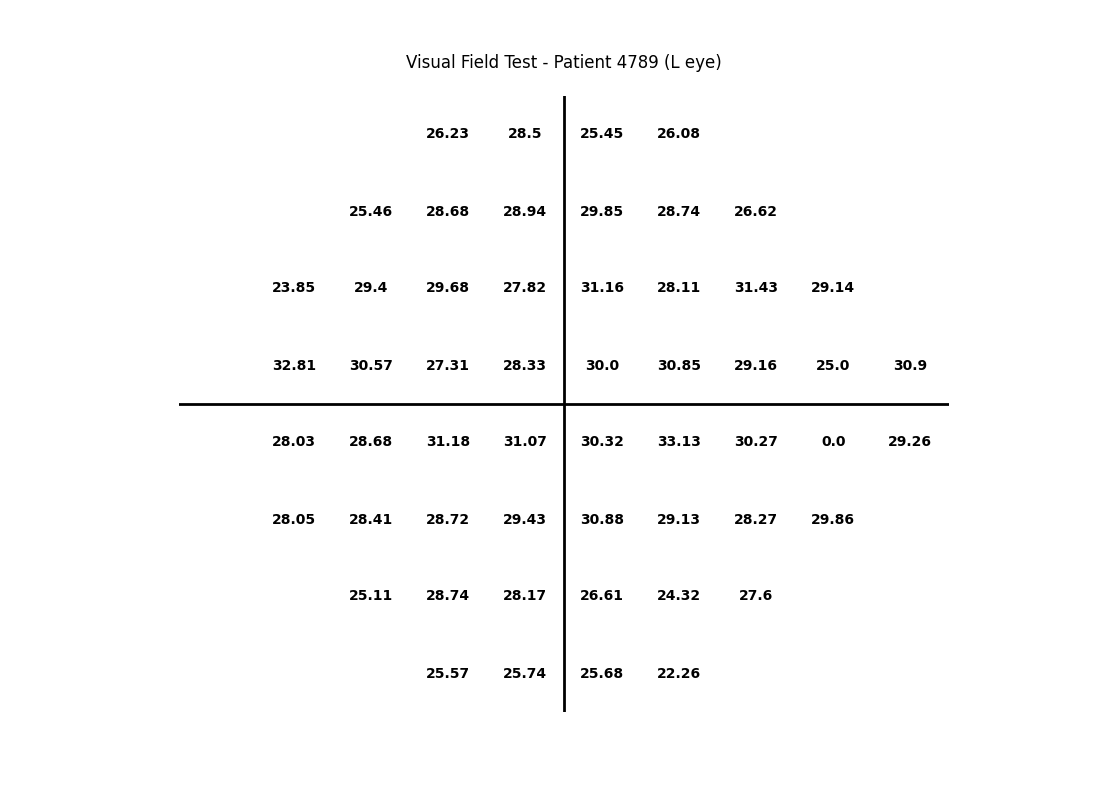 Visual Field Test - Patient 4789 (L eye)
26.23 28.5 25.45 26.08
25.46 28.68 28.94 29.85 28.74 26.62
23.85 29.4 29.68 27.82 31.16 28.11 31.43 29.14
32.81 30.57 27.31 28.33 30.0 30.85 29.16 25.0 30.9
28.03 28.68 31.18 31.07 30.32 33.13 30.27 0.0 29.26
28.05 28.41 28.72 29.43 30.88 29.13 28.27 29.86
25.11 28.74 28.17 26.61 24.32 27.6
25.57 25.74 25.68 22.26